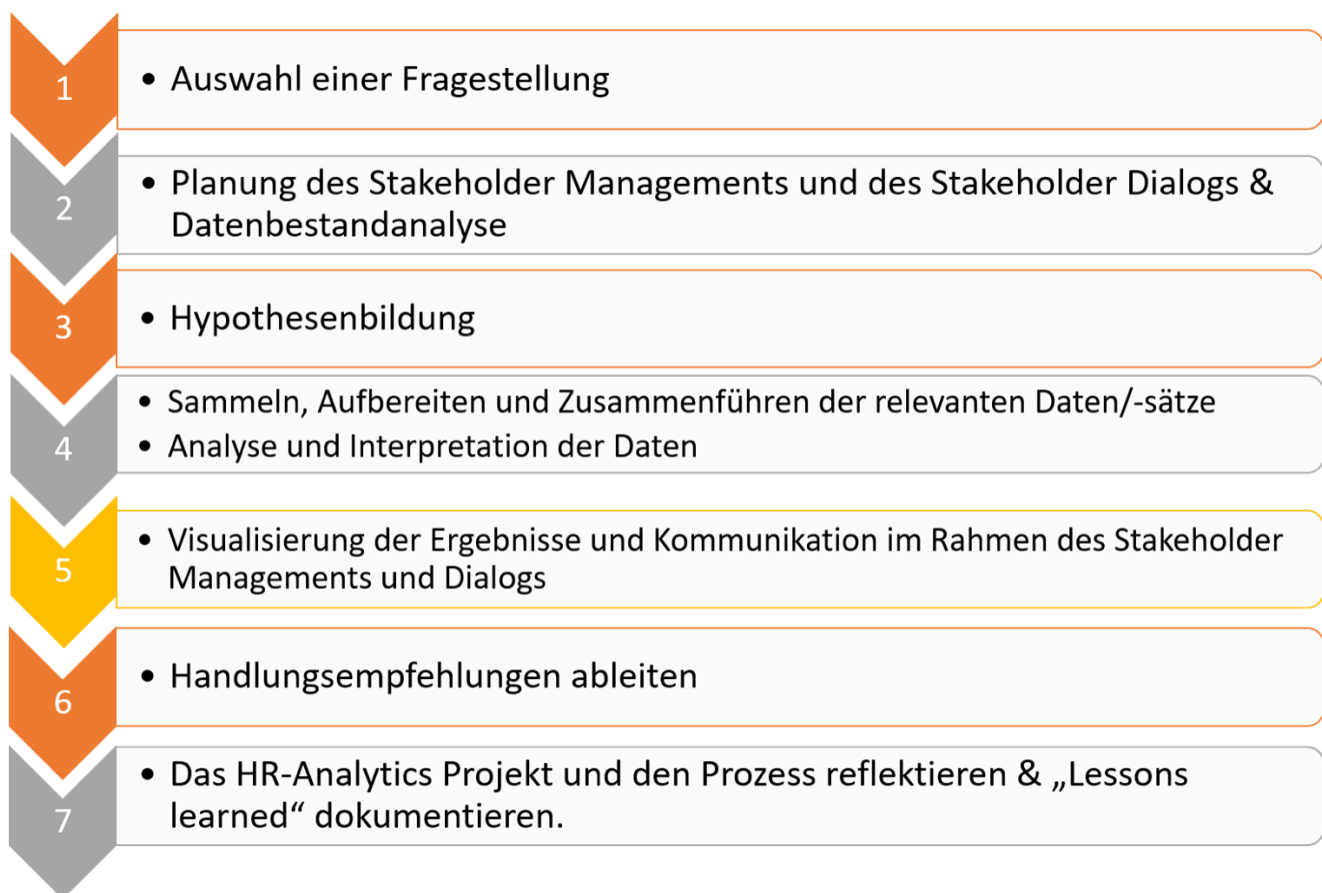 1
• Auswahl einer Fragestellung
2
• Planung des Stakeholder Managements und des Stakeholder Dialogs &
Datenbestandanalyse
3
• Hypothesenbildung
4
• Sammeln, Aufbereiten und Zusammenführen der relevanten Daten/-sätze
• Analyse und Interpretation der Daten
5
• Visualisierung der Ergebnisse und Kommunikation im Rahmen des Stakeholder
Managements und Dialogs
6
• Handlungsempfehlungen ableiten
7
• Das HR-Analytics Projekt und den Prozess reflektieren & „Lessons
learned“ dokumentieren.